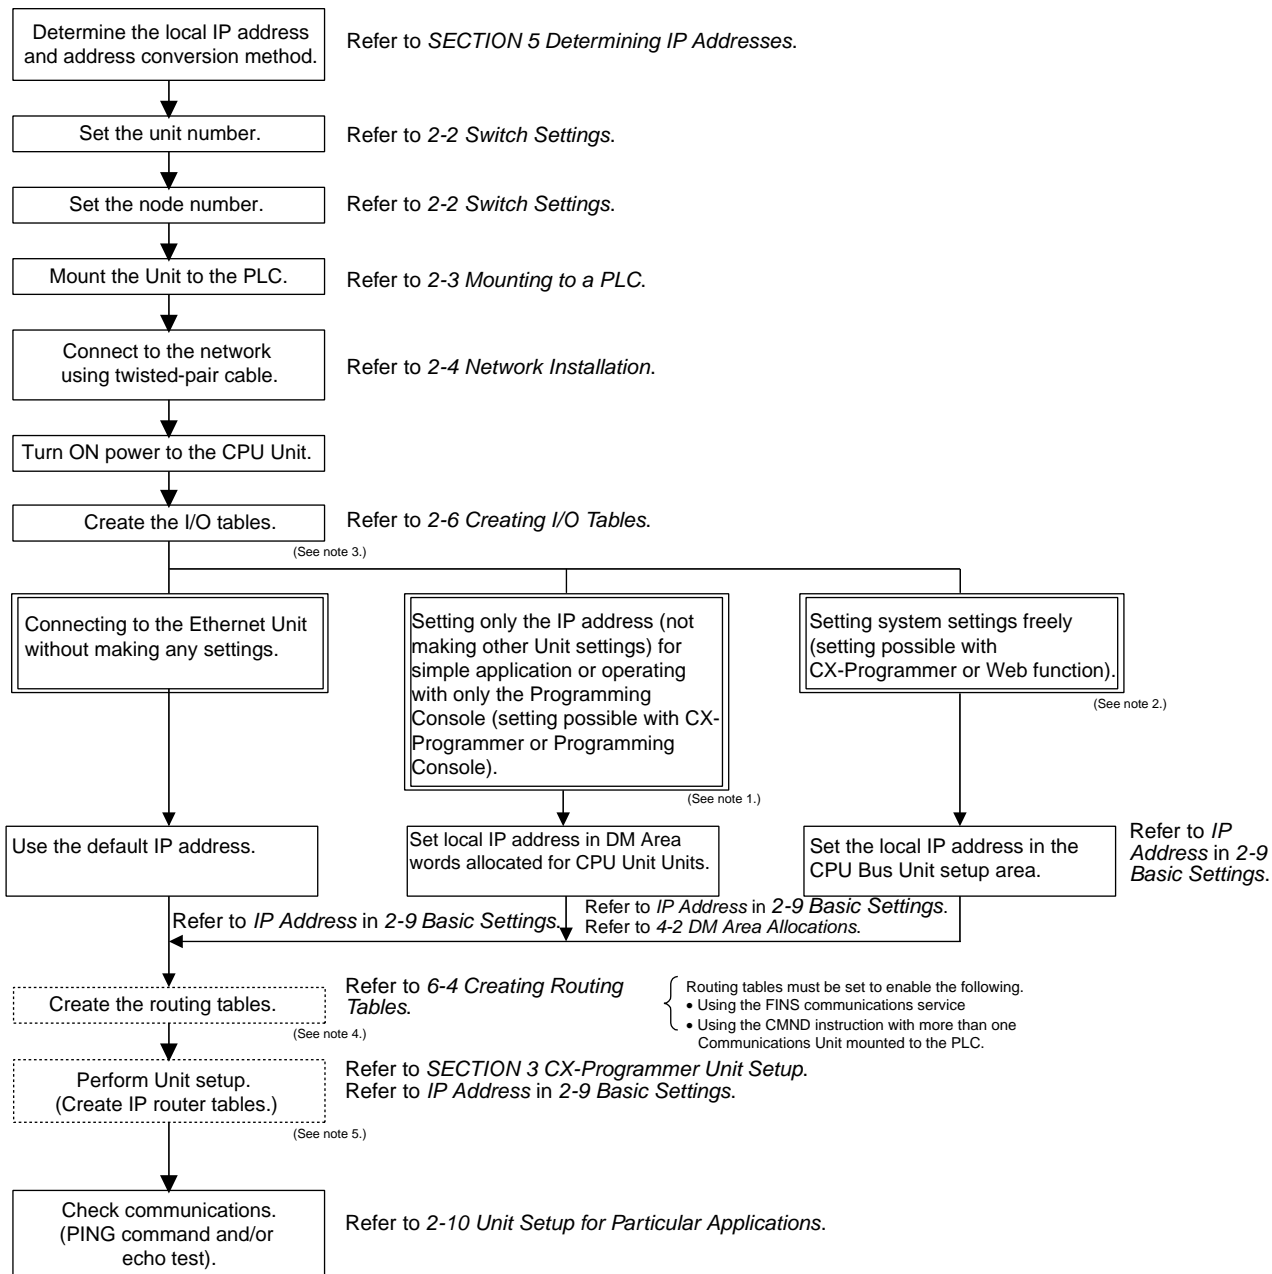 Determine the local IP address
and address conversion method.
Refer to SECTION 5 Determining IP Addresses.
Set the unit number.
Refer to 2-2 Switch Settings.
Set the node number.
Refer to 2-2 Switch Settings.
Mount the Unit to the PLC.
Refer to 2-3 Mounting to a PLC.
Connect to the network
using twisted-pair cable.
Refer to 2-4 Network Installation.
Turn ON power to the CPU Unit.
Create the I/O tables.
Refer to 2-6 Creating I/O Tables.
(See note 3.)
Connecting to the Ethernet Unit
without making any settings.
Setting only the IP address (not
making other Unit settings) for
simple application or operating
with only the Programming
Console (setting possible with CX-
Programmer or Programming
Console).
(See note 1.)
Setting system settings freely
(setting possible with
CX-Programmer or Web function).
(See note 2.)
Use the default IP address.
Set local IP address in DM Area
words allocated for CPU Unit Units.
Set the local IP address in the
CPU Bus Unit setup area.
Refer to IP
Address in 2-9
Basic Settings.
Refer to IP Address in 2-9 Basic Settings.
Refer to IP Address in 2-9 Basic Settings.
Refer to 4-2 DM Area Allocations.
Create the routing tables.
(See note 4.)
Refer to 6-4 Creating Routing
Tables.
Routing tables must be set to enable the following.
• Using the FINS communications service
• Using the CMND instruction with more than one
Communications Unit mounted to the PLC.
Perform Unit setup.
(Create IP router tables.)
(See note 5.)
Refer to SECTION 3 CX-Programmer Unit Setup.
Refer to IP Address in 2-9 Basic Settings.
Check communications.
(PING command and/or
echo test).
Refer to 2-10 Unit Setup for Particular Applications.